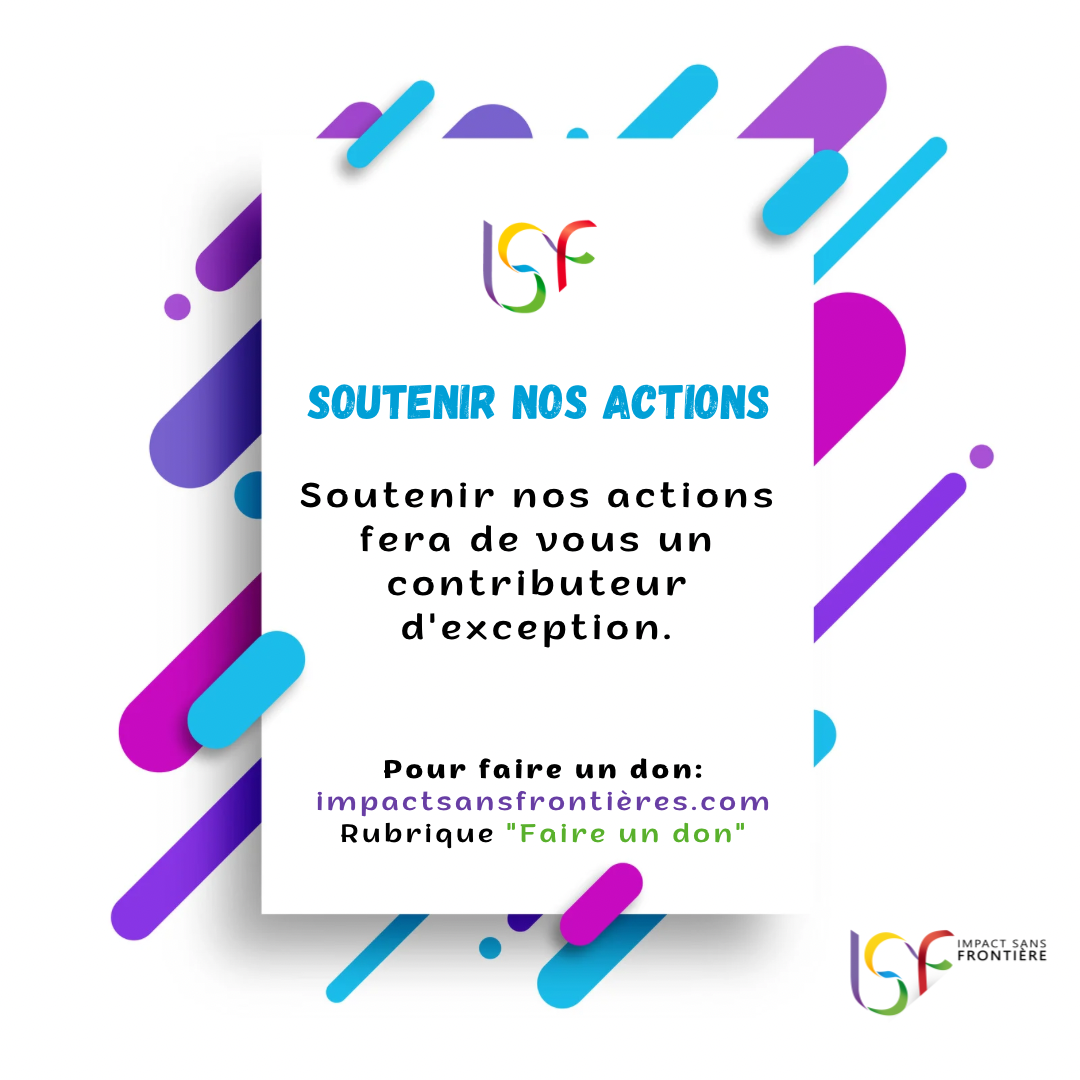 ISF
SOUTENIR NOS ACTIONS
Soutenir nos actions
fera de vous un
contributeur
d'exception.
Pour faire un don:
impactsansfrontières.com
Rubrique "Faire un don"
ISF
IMPACT SANS
FRONTIÈRE